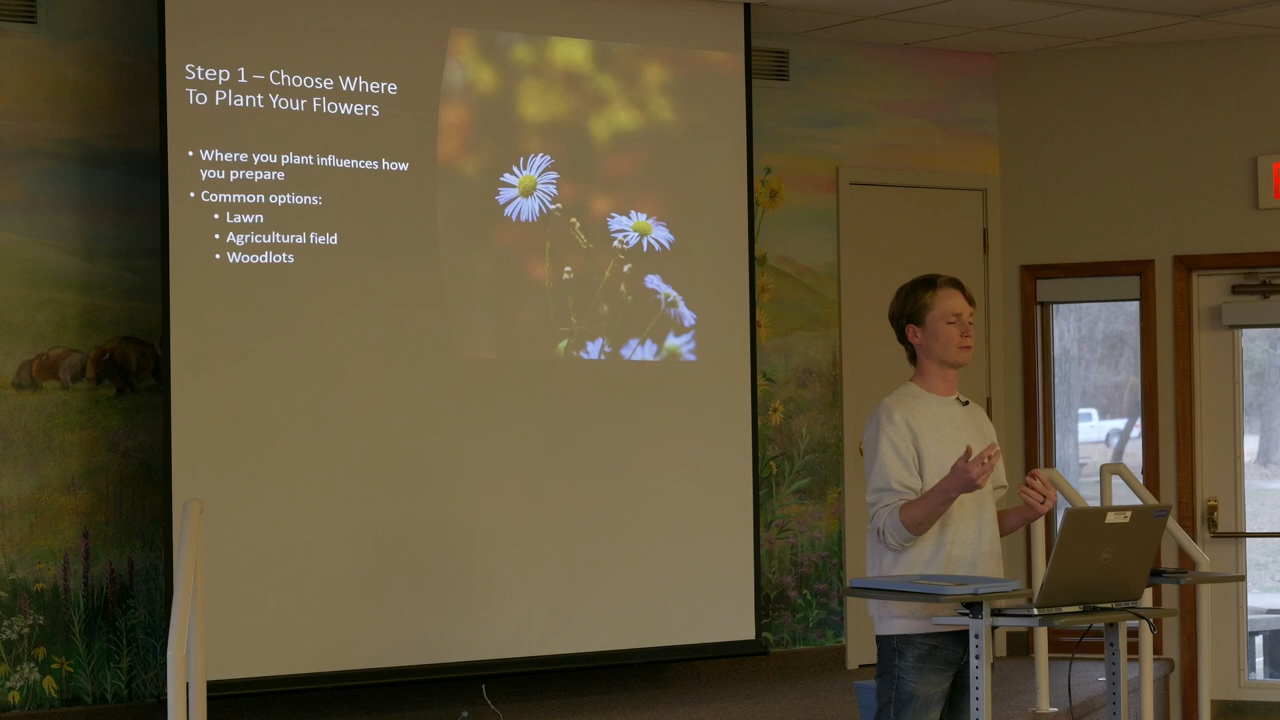 Step 1 – Choose Where
To Plant Your Flowers
• Where you plant influences how
you prepare
• Common options:
• Lawn
• Agricultural field
• Woodlots